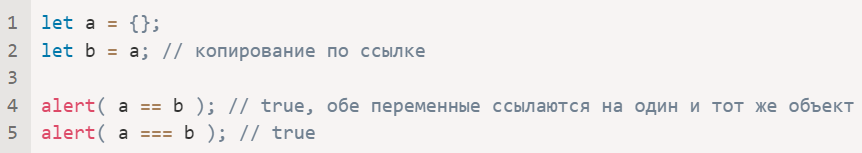 1 let a = {};
2 let b = a; // копирование по ссылке
3
4 alert( a == b ); // true, обе переменные ссылаются на один и тот же объект
5 alert( a === b ); // true